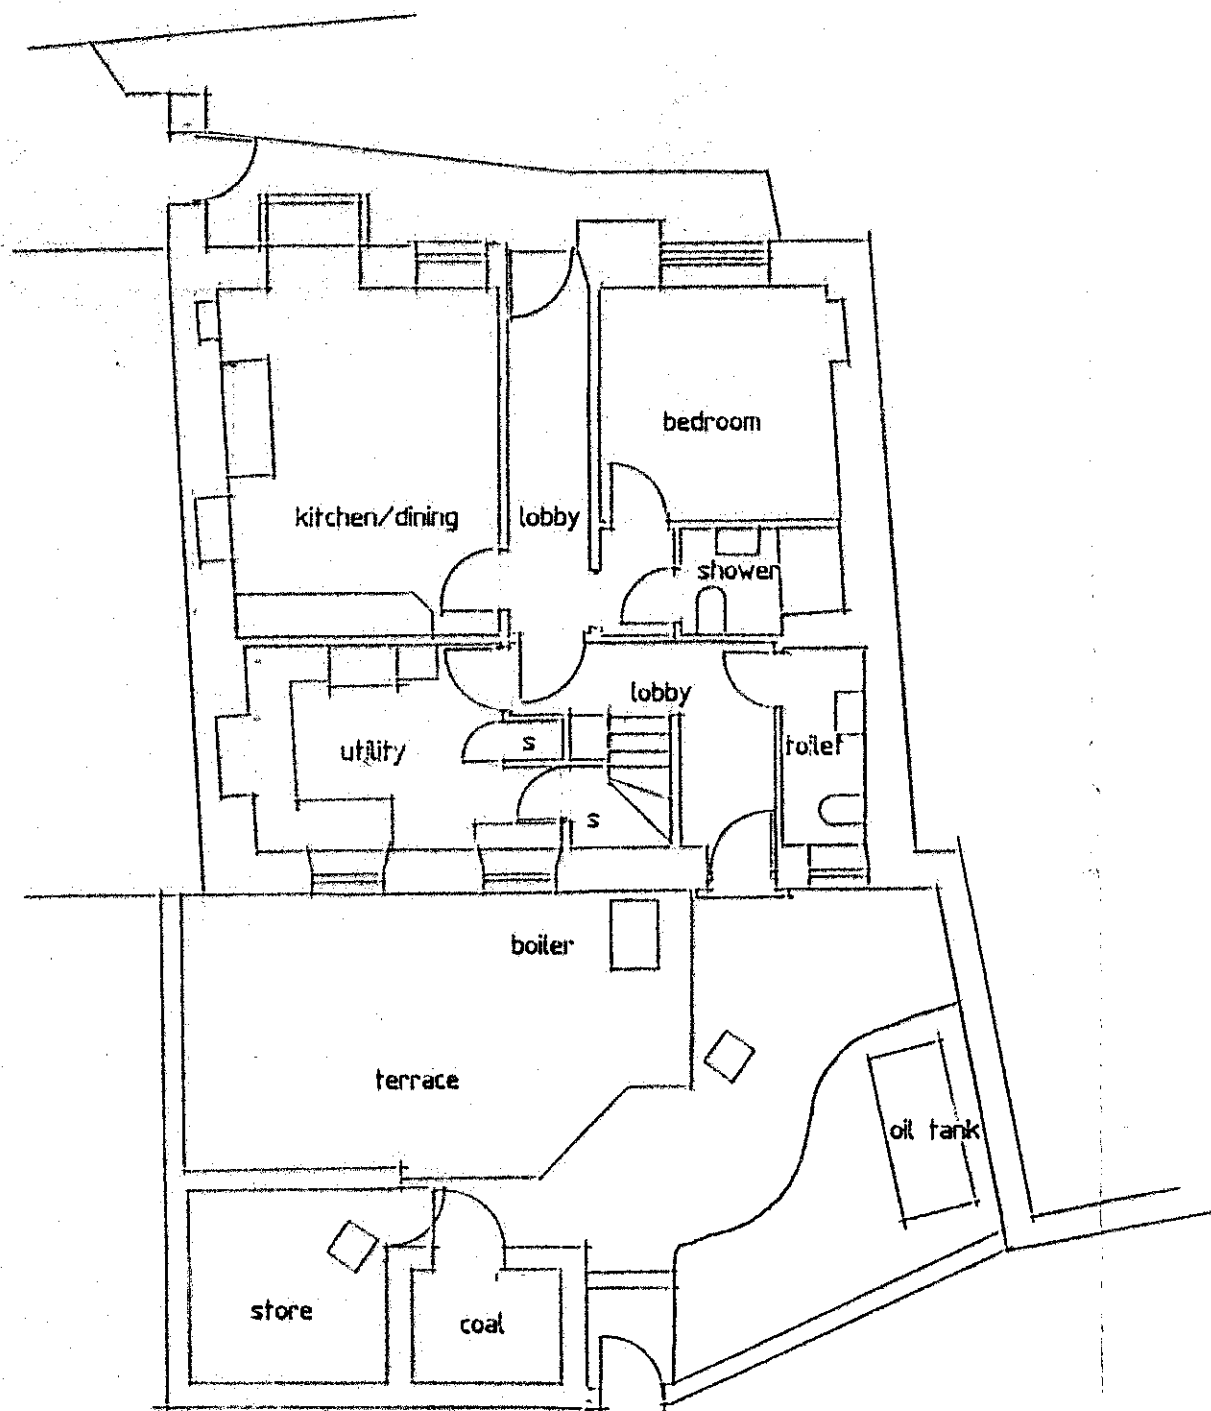 bedroom
kitchen/dining
lobby
shower
lobby
utility
s
toilet
s
boiler
terrace
oil tank
store
coal